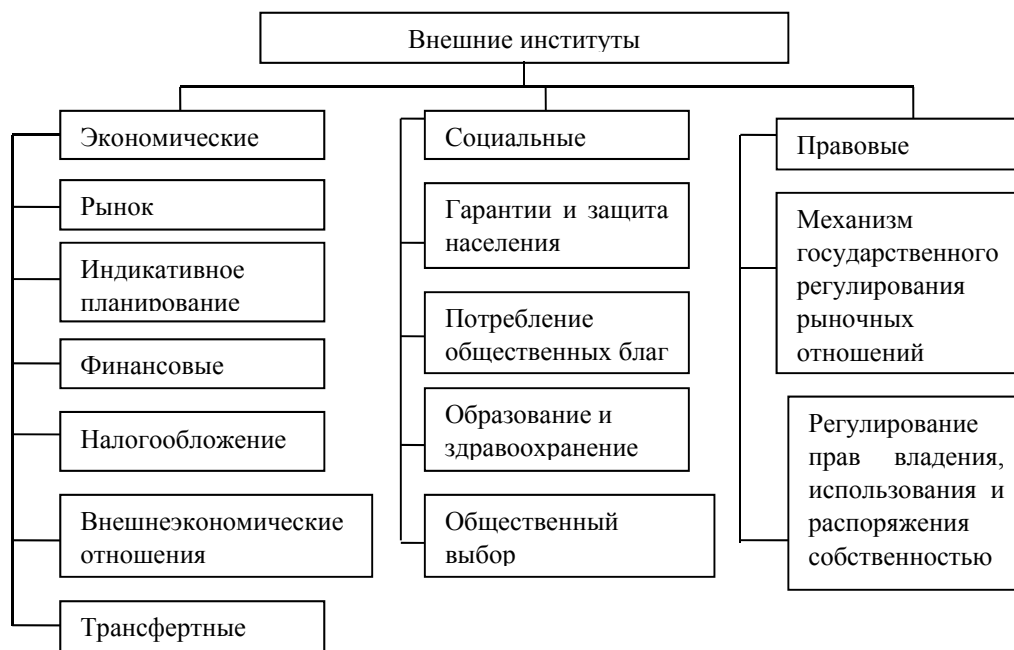 Внешние институты
Экономические
Рынок
Индикативное
планирование
Финансовые
Налогообложение
Внешнеэкономические
отношения
Трансфертные
Социальные
Гарантии и защита
населения
Потребление
общественных благ
Образование и
здравоохранение
Общественный
выбор
Правовые
Механизм
государственного
регулирования
рыночных
отношений
Регулирование
прав владения,
использования и
распоряжения
собственностью